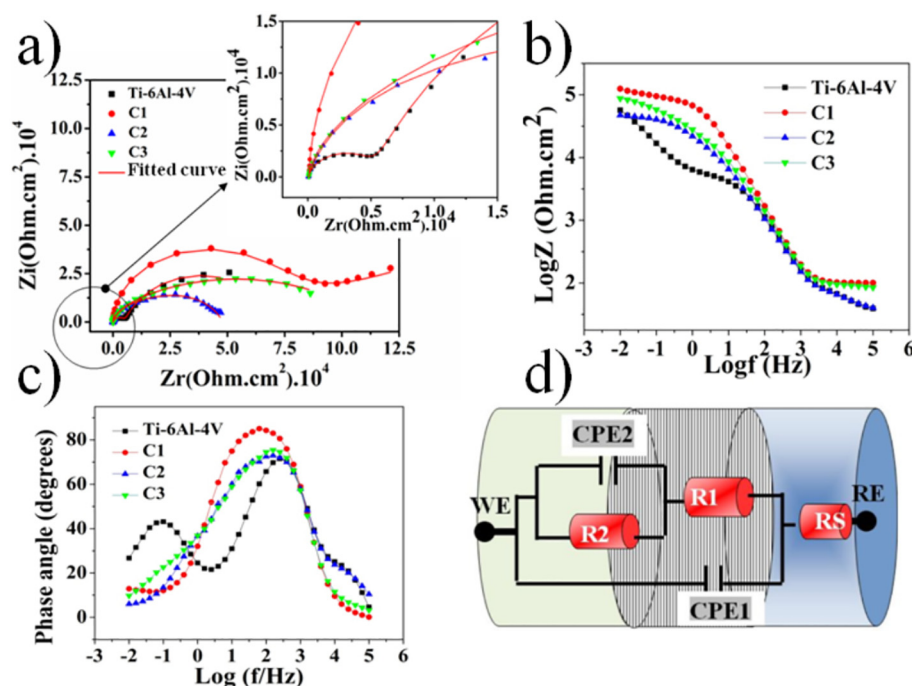 a)
12.5
10.0
7.5
5.0
2.5
0.0
Zi(Ohm.cm²).10⁴
0.0 2.5 5.0 7.5 10.0 12.5
Zr(Ohm.cm²).10⁴
Ti-6Al-4V
C1
C2
C3
Fitted curve
1.5
1.0
0.5
0.0
Zi(Ohm.cm²).10⁴
0.0 0.5 1.0 1.5
Zr(Ohm.cm²).10⁴
b)
5
4
3
2
1
LogZ (Ohm.cm²)
Ti-6Al-4V
C1
C2
C3
-3 -2 -1 0 1 2 3 4 5 6
Logf (Hz)
c)
80
60
40
20
0
Phase angle (degrees)
Ti-6Al-4V
C1
C2
C3
-3 -2 -1 0 1 2 3 4 5 6
Log (f/Hz)
d)
CPE2
WE
R2
R1
RS
RE
CPE1